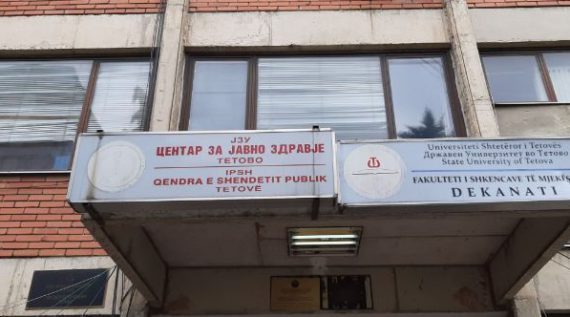 ЈЗУ
ЦЕНТАР ЗА ЈАВНО ЗДРАВЈЕ
ТЕТОВО
IPSH
QENDRA E SHENDETIT PUBLIK
TETOVË
Universiteti Shtetëror i Tetovës
Државен Универзитет во Тетово
State University of Tetova
FAKULTETI I SHKENCAVE TË MJEKËS
DEKANATI